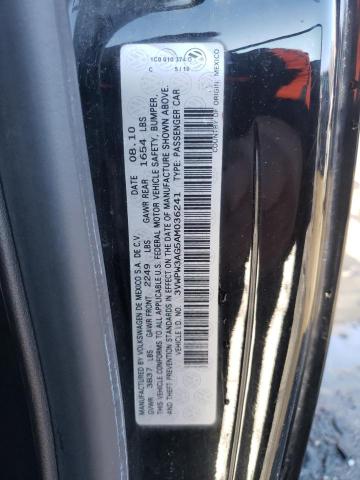 MANUFACTURED BY VOLKSWAGEN DE MEXICO S.A. DE C.V. DATE 08.10
GVWR 3837 LBS GAWR FRONT 2249 LBS GAWR REAR 1654 LBS
THIS VEHICLE CONFORMS TO ALL APPLICABLE U.S. FEDERAL MOTOR VEHICLE SAFETY, BUMPER,
AND THEFT PREVENTION STANDARDS IN EFFECT ON THE DATE OF MANUFACTURE SHOWN ABOVE.
VEHICLE I.D. NO.: 3VWPW3AG5AM036241 TYPE: PASSENGER CAR
COUNTRY OF ORIGIN: MEXICO
1C0 010 374 D
C 5/10